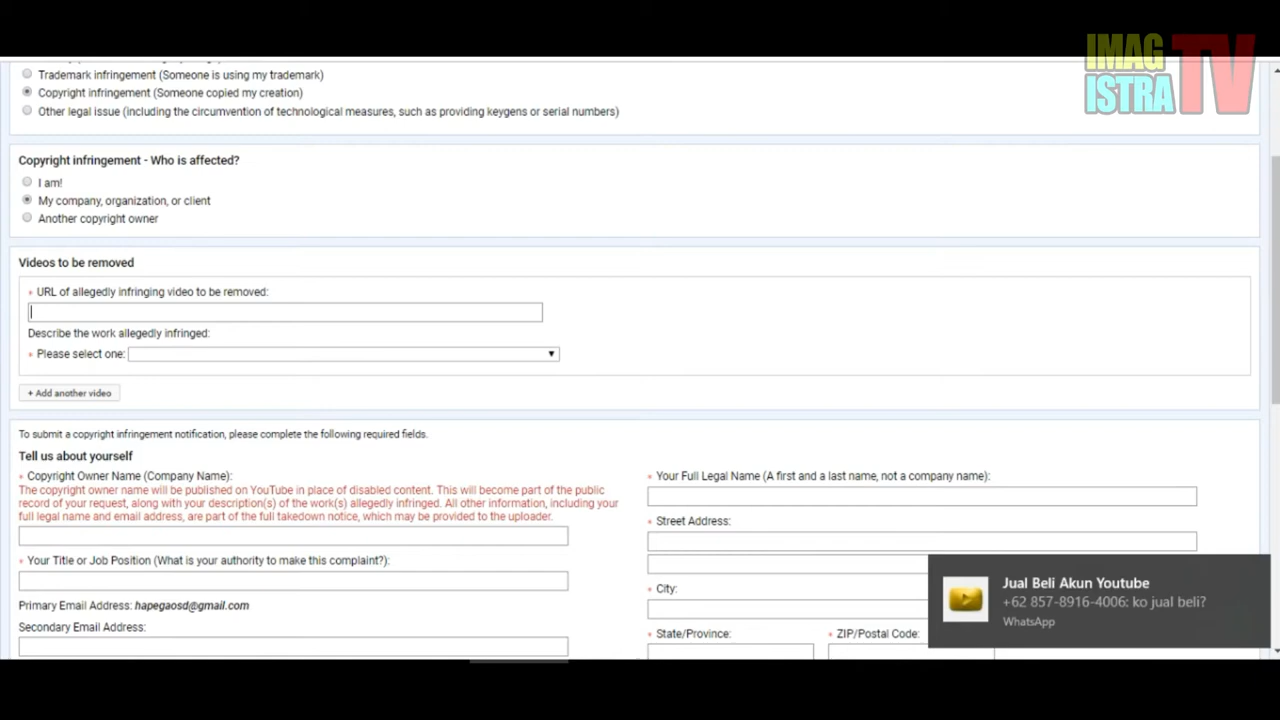 IMAG
ISTRA TV
Trademark infringement (Someone is using my trademark)
Copyright infringement (Someone copied my creation)
Other legal issue (including the circumvention of technological measures, such as providing keygens or serial numbers)
Copyright infringement - Who is affected?
I am!
My company, organization, or client
Another copyright owner
Videos to be removed
* URL of allegedly infringing video to be removed:
Describe the work allegedly infringed:
* Please select one:
+ Add another video
To submit a copyright infringement notification, please complete the following required fields.
Tell us about yourself
* Copyright Owner Name (Company Name):
The copyright owner name will be published on YouTube in place of disabled content. This will become part of the public
record of your request, along with your description(s) of the work(s) allegedly infringed. All other information, including your
full legal name and email address, are part of the full takedown notice, which may be provided to the uploader.
* Your Title or Job Position (What is your authority to make this complaint?):
Primary Email Address: hapegaosd@gmail.com
Secondary Email Address:
* Your Full Legal Name (A first and a last name, not a company name):
* Street Address:
* City:
* State/Province:
* ZIP/Postal Code:
Jual Beli Akun Youtube
+62 857-8916-4006: ko jual beli?
WhatsApp